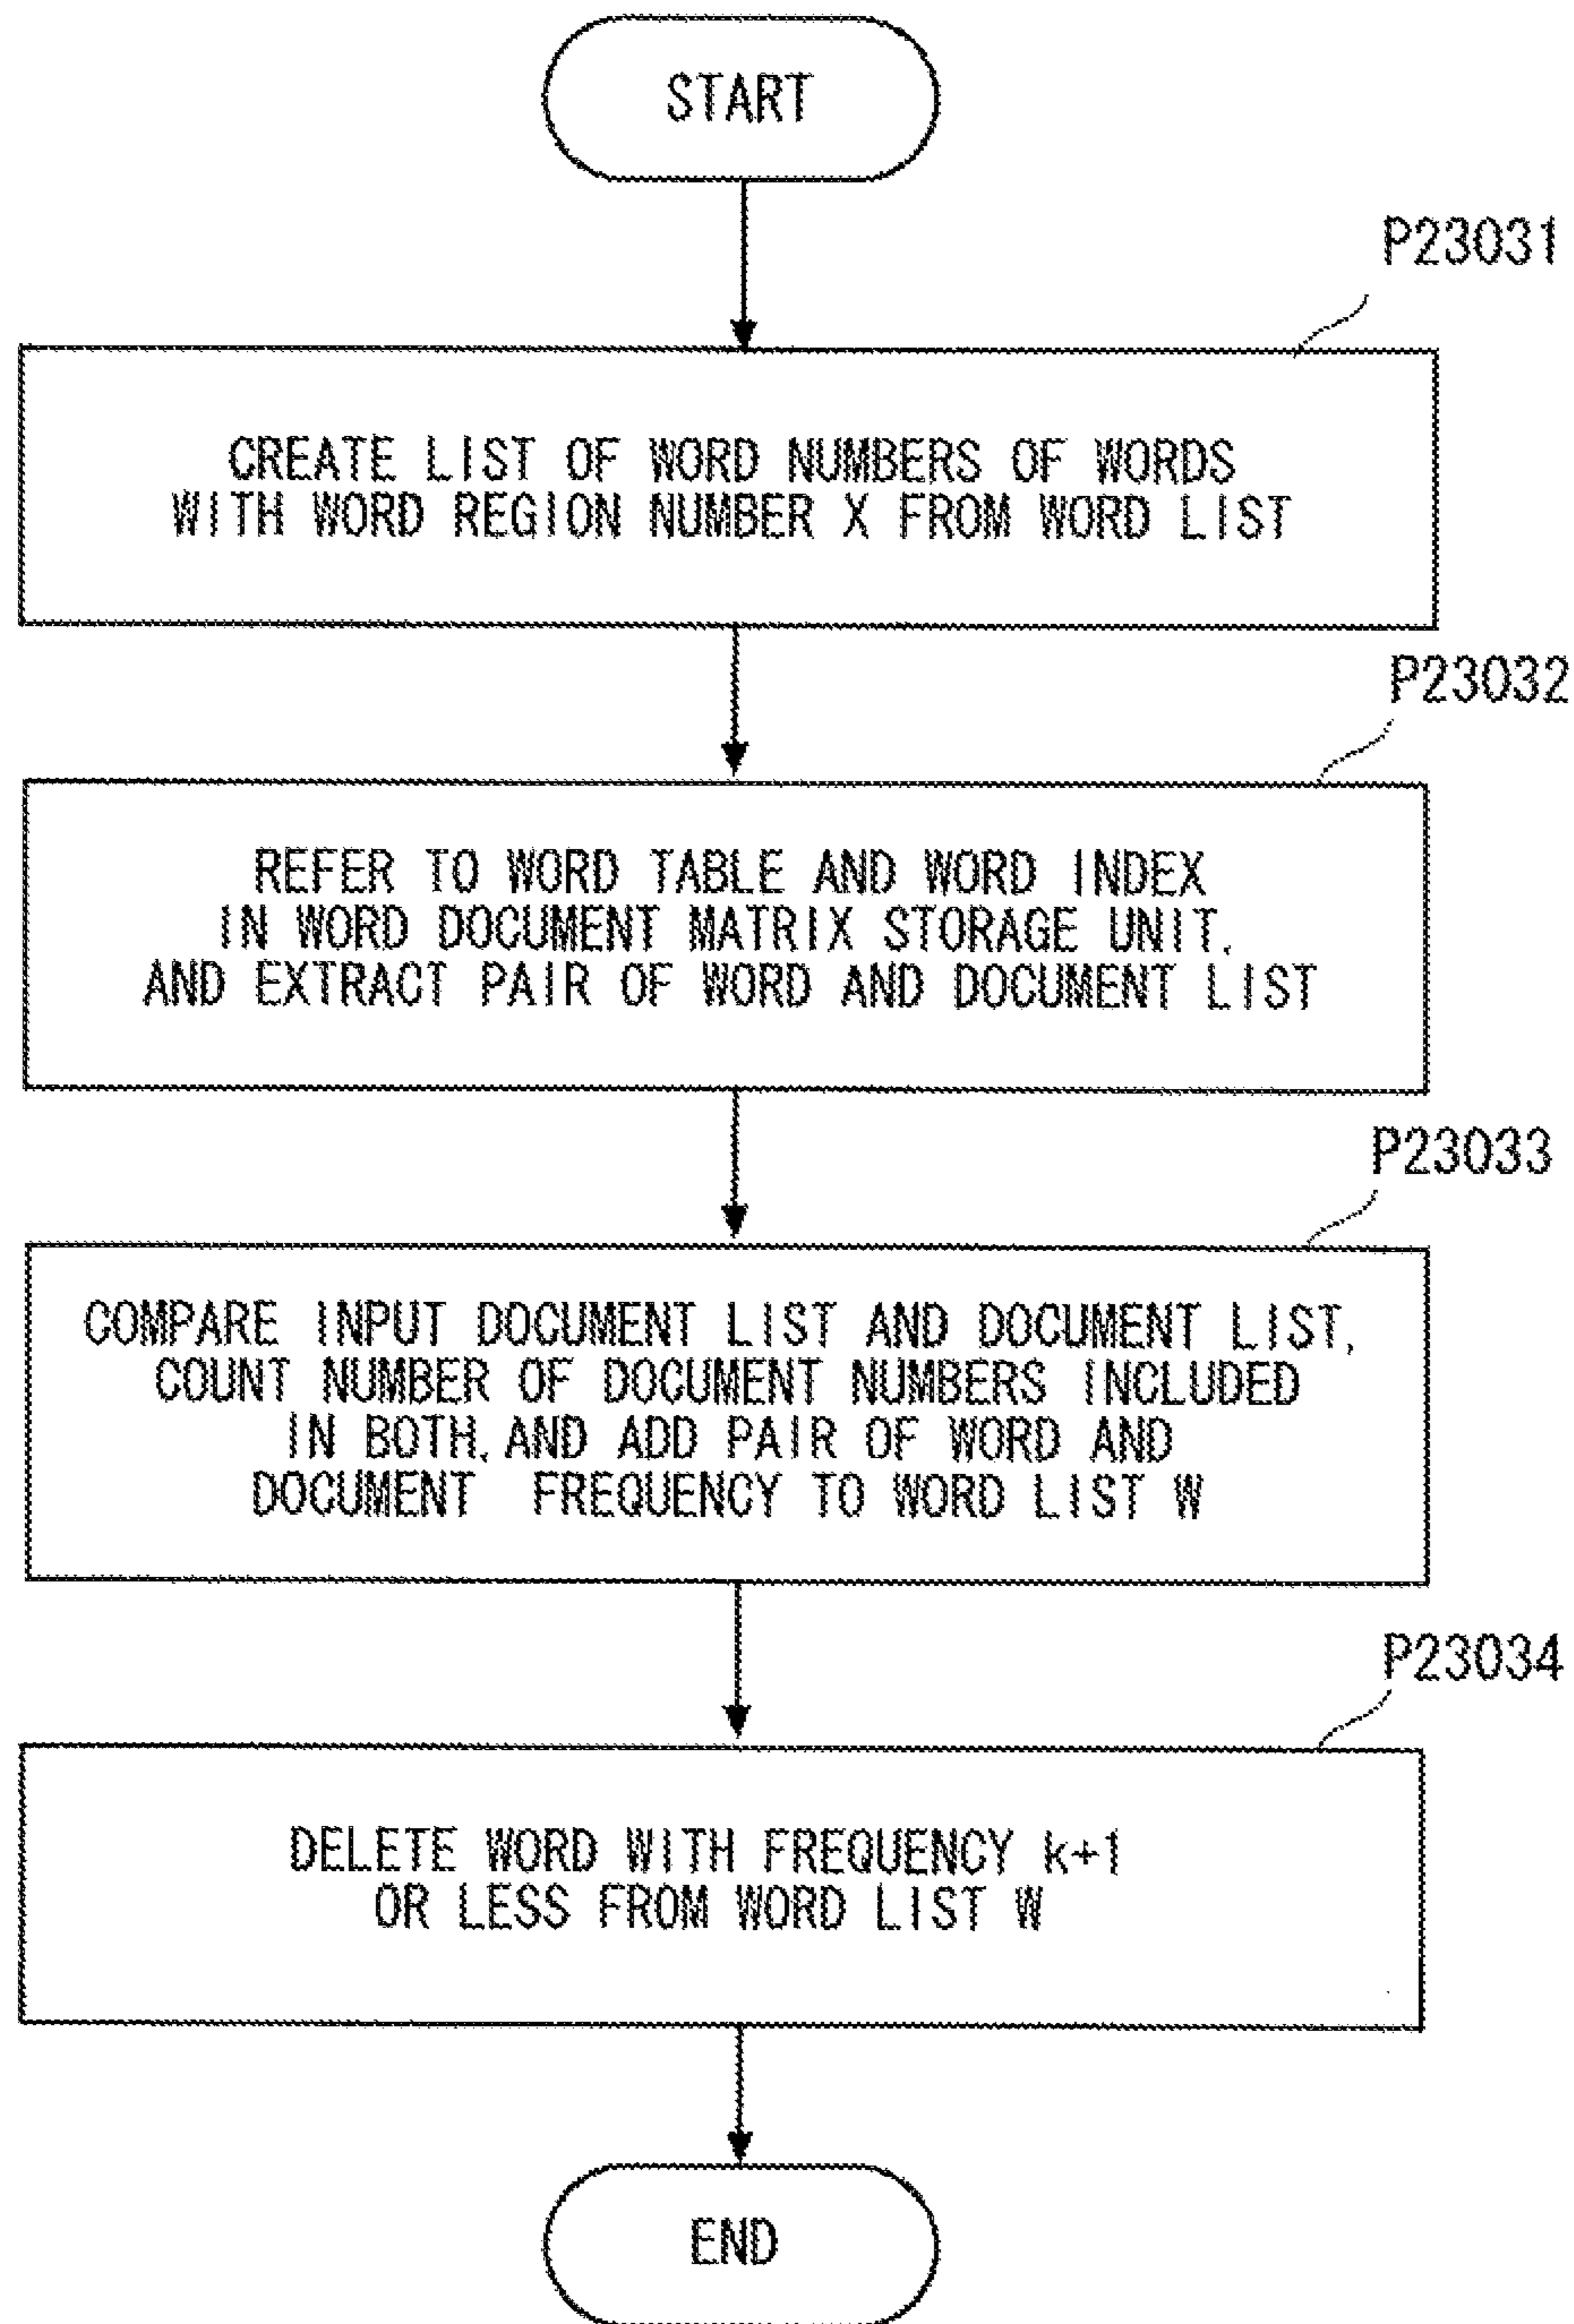 START
P23031
CREATE LIST OF WORD NUMBERS OF WORDS
WITH WORD REGION NUMBER X FROM WORD LIST
P23032
REFER TO WORD TABLE AND WORD INDEX
IN WORD DOCUMENT MATRIX STORAGE UNIT,
AND EXTRACT PAIR OF WORD AND DOCUMENT LIST
P23033
COMPARE INPUT DOCUMENT LIST AND DOCUMENT LIST,
COUNT NUMBER OF DOCUMENT NUMBERS INCLUDED
IN BOTH, AND ADD PAIR OF WORD AND
DOCUMENT FREQUENCY TO WORD LIST W
P23034
DELETE WORD WITH FREQUENCY k+1
OR LESS FROM WORD LIST W
END